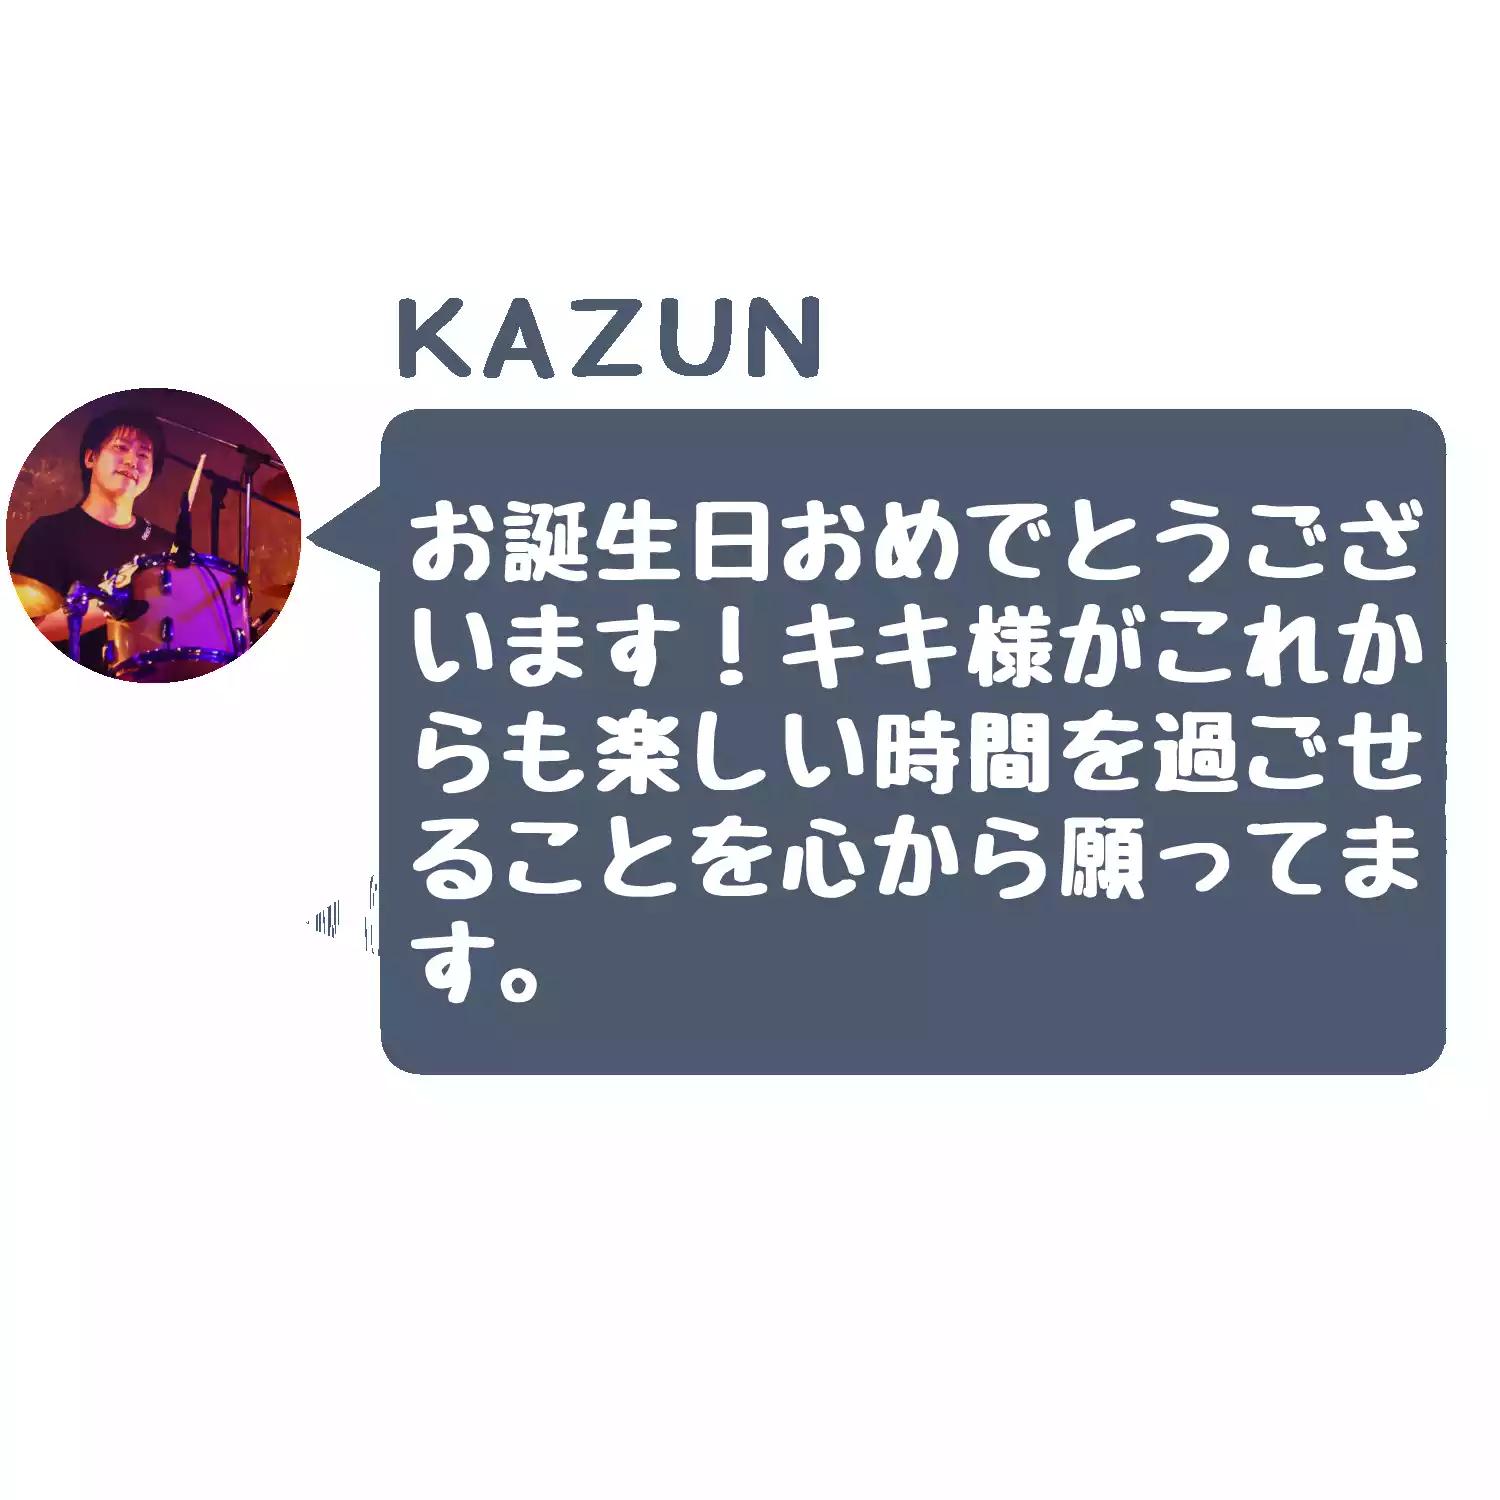 KAZUN
お誕生日おめでとうござ
います！キキ様がこれか
らも楽しい時間を過ごせ
ることを心から願ってま
す。